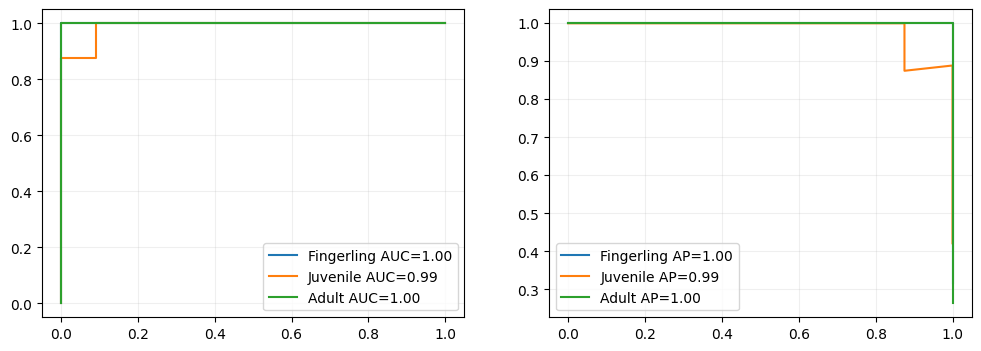 1.0
0.8
0.6
0.4
0.2
0.0
0.0 0.2 0.4 0.6 0.8 1.0
Fingerling AUC=1.00
Juvenile AUC=0.99
Adult AUC=1.00
1.0
0.9
0.8
0.7
0.6
0.5
0.4
0.3
0.0 0.2 0.4 0.6 0.8 1.0
Fingerling AP=1.00
Juvenile AP=0.99
Adult AP=1.00